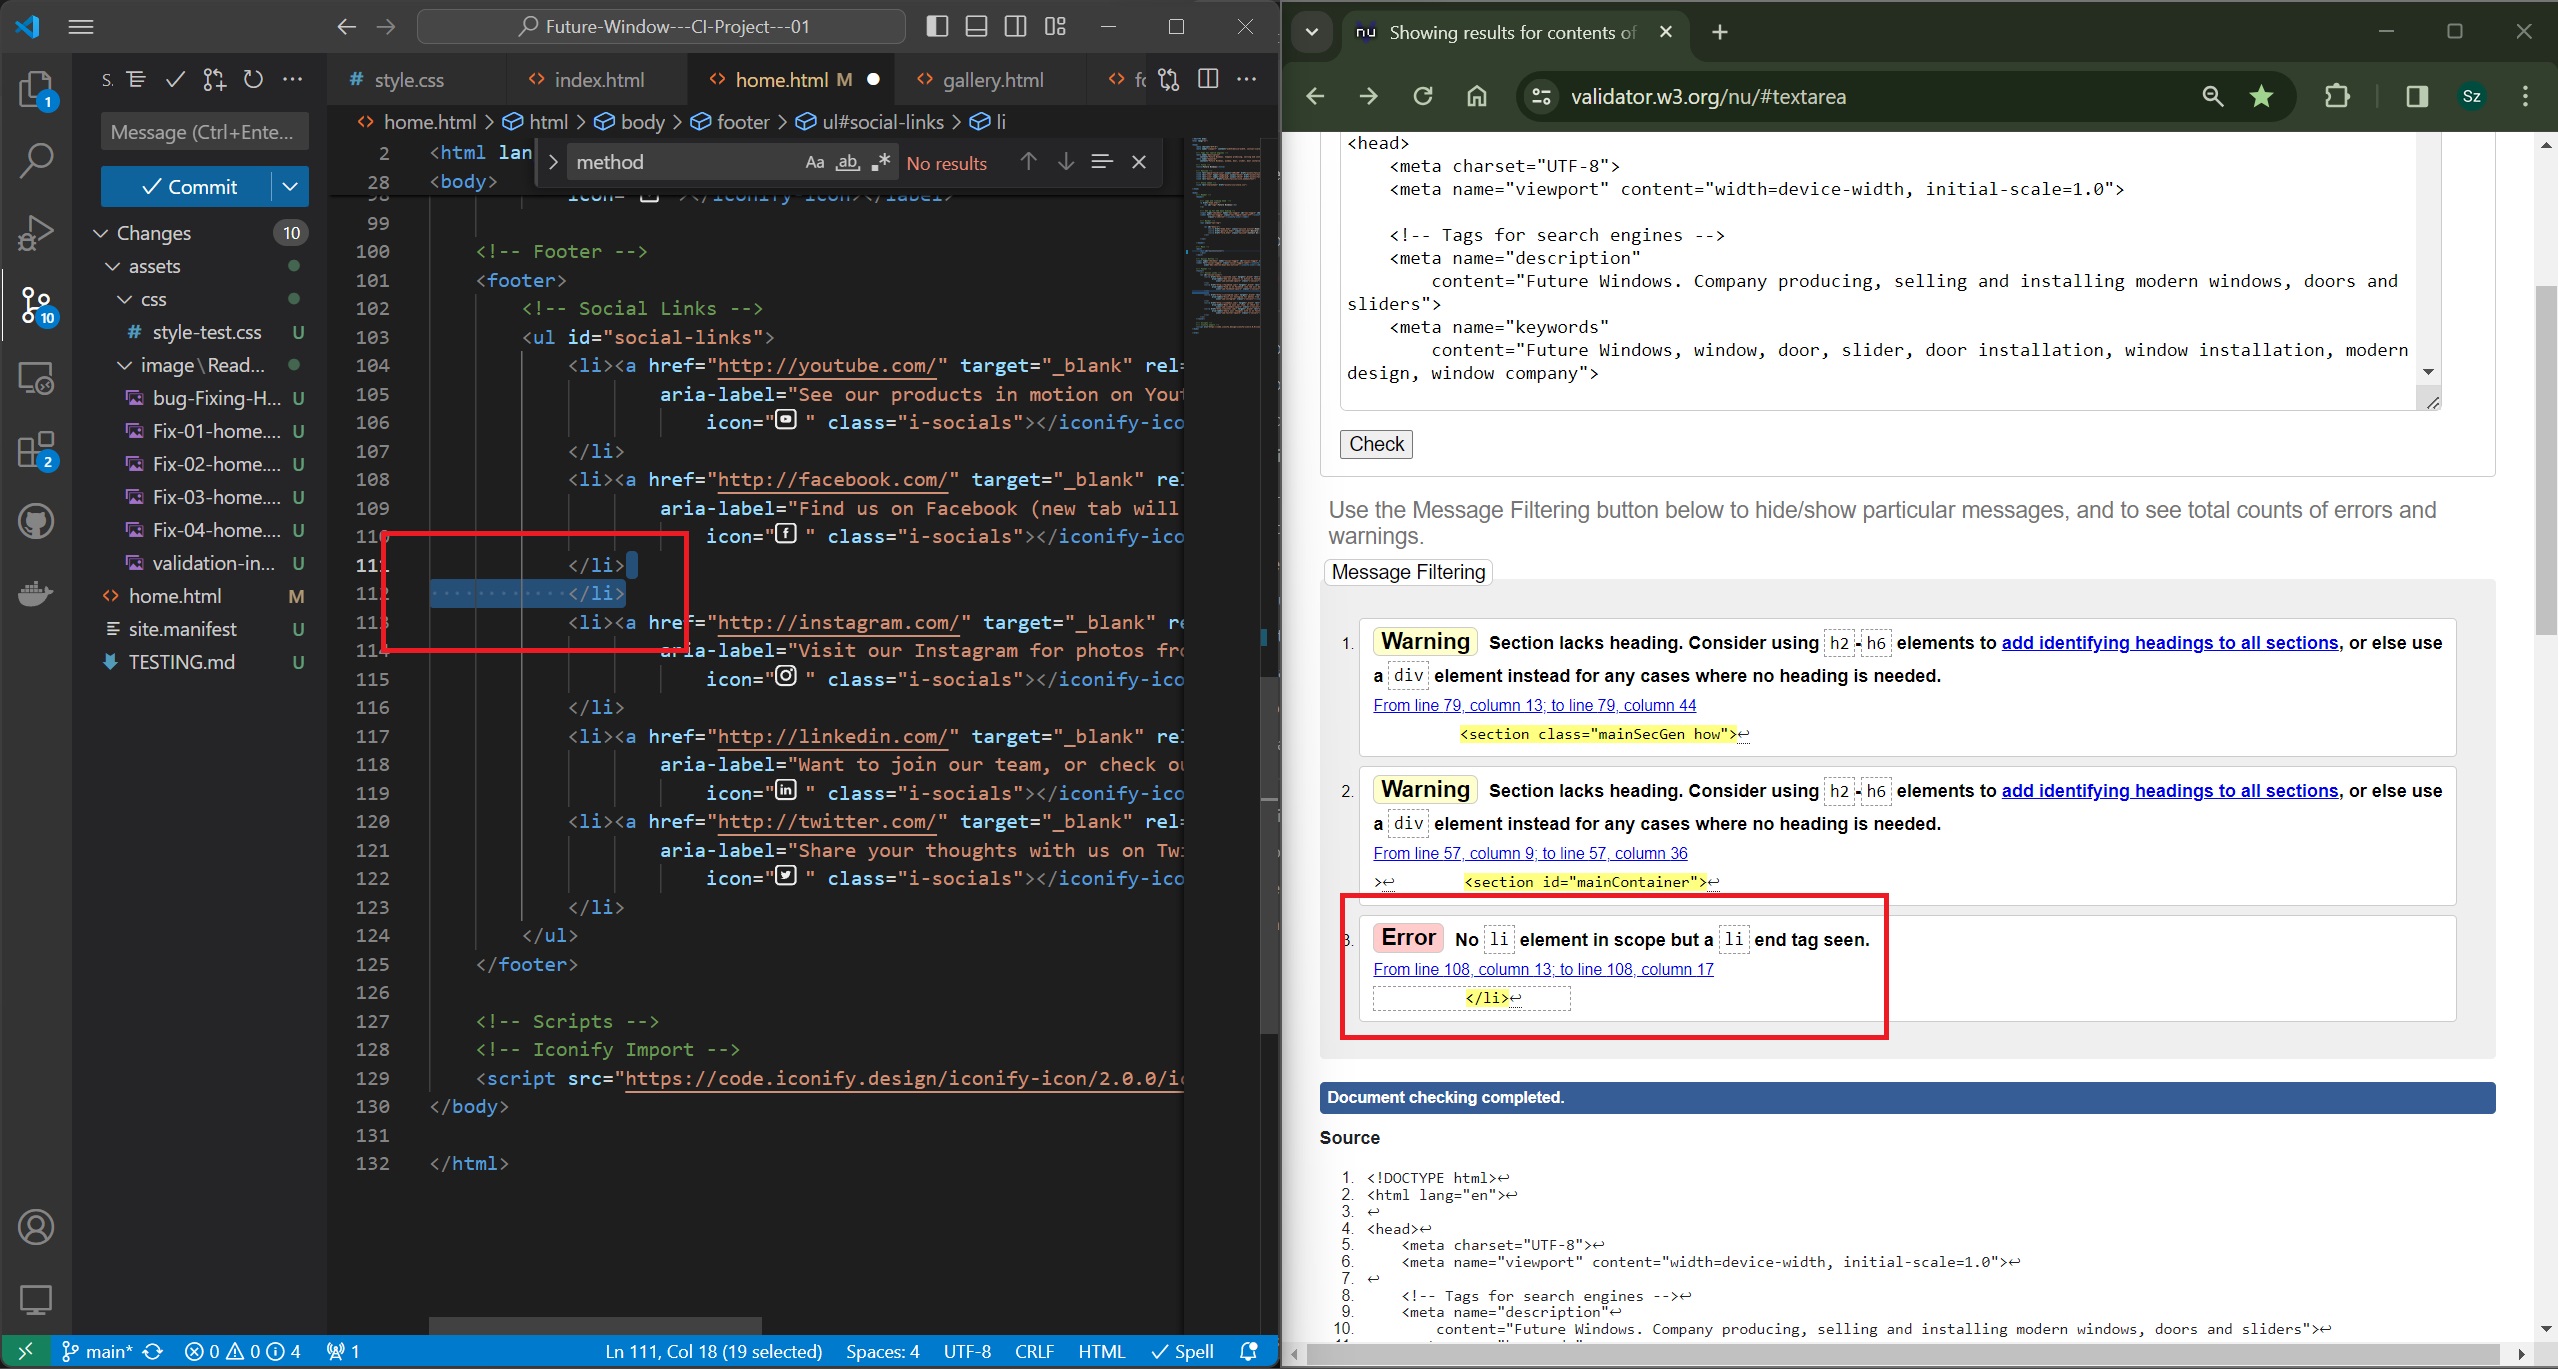 Future-Window---CI-Project---01
S.
style.css
index.html
home.html M
gallery.html
Message (Ctrl+Ente...
home.html > html > body > footer > ul#social-links > li
Commit
method
Aa
ab
No results
Changes 10
assets
css
style-test.css U
image\Read...
bug-Fixing-H... U
Fix-01-home.... U
Fix-02-home.... U
Fix-03-home.... U
Fix-04-home.... U
validation-in... U
home.html M
site.manifest U
TESTING.md U
1
10
2
2 <html lan
28 <body>
99
100 <!-- Footer -->
101 <footer>
102 <!-- Social Links -->
103 <ul id="social-links">
104 <li><a href="http://youtube.com/" target="_blank" rel=
105 aria-label="See our products in motion on You
106 icon=" " class="i-socials"></iconify-ico
107 </li>
108 <li><a href="http://facebook.com/" target="_blank" re
109 aria-label="Find us on Facebook (new tab will
110 icon=" " class="i-socials"></iconify-ico
111 </li>
112 </li>
113 <li><a href="http://instagram.com/" target="_blank" r
114 aria-label="Visit our Instagram for photos fr
115 icon=" " class="i-socials"></iconify-ico
116 </li>
117 <li><a href="http://linkedin.com/" target="_blank" re
118 aria-label="Want to join our team, or check o
119 icon=" " class="i-socials"></iconify-ico
120 <li><a href="http://twitter.com/" target="_blank" rel=
121 aria-label="Share your thoughts with us on Tw
122 icon=" " class="i-socials"></iconify-ico
123 </li>
124 </ul>
125 </footer>
126
127 <!-- Scripts -->
128 <!-- Iconify Import -->
129 <script src="https://code.iconify.design/iconify-icon/2.0.0/i
130 </body>
131
132 </html>
main* 0 0 4 1
Ln 111, Col 18 (19 selected) Spaces: 4 UTF-8 CRLF HTML Spell
Showing results for contents of
validator.w3.org/nu/#textarea
Sz
<head>
<meta charset="UTF-8">
<meta name="viewport" content="width=device-width, initial-scale=1.0">
<!-- Tags for search engines -->
<meta name="description"
content="Future Windows. Company producing, selling and installing modern windows, doors and
sliders">
<meta name="keywords"
content="Future Windows, window, door, slider, door installation, window installation, modern
design, window company">
Check
Use the Message Filtering button below to hide/show particular messages, and to see total counts of errors and
warnings.
Message Filtering
1. Warning Section lacks heading. Consider using h2-h6 elements to add identifying headings to all sections, or else use
a div element instead for any cases where no heading is needed.
From line 79, column 13; to line 79, column 44
<section class="mainSecGen how">↩
2. Warning Section lacks heading. Consider using h2-h6 elements to add identifying headings to all sections, or else use
a div element instead for any cases where no heading is needed.
From line 57, column 9; to line 57, column 36
>↩ <section id="mainContainer">↩
3. Error No li element in scope but a li end tag seen.
From line 108, column 13; to line 108, column 17
</li>↩
Document checking completed.
Source
1. <!DOCTYPE html>↩
2. <html lang="en">↩
3. ↩
4. <head>↩
5. <meta charset="UTF-8">↩
6. <meta name="viewport" content="width=device-width, initial-scale=1.0">↩
7. ↩
8. <!-- Tags for search engines -->↩
9. <meta name="description"↩
10. content="Future Windows. Company producing, selling and installing modern windows, doors and sliders">↩